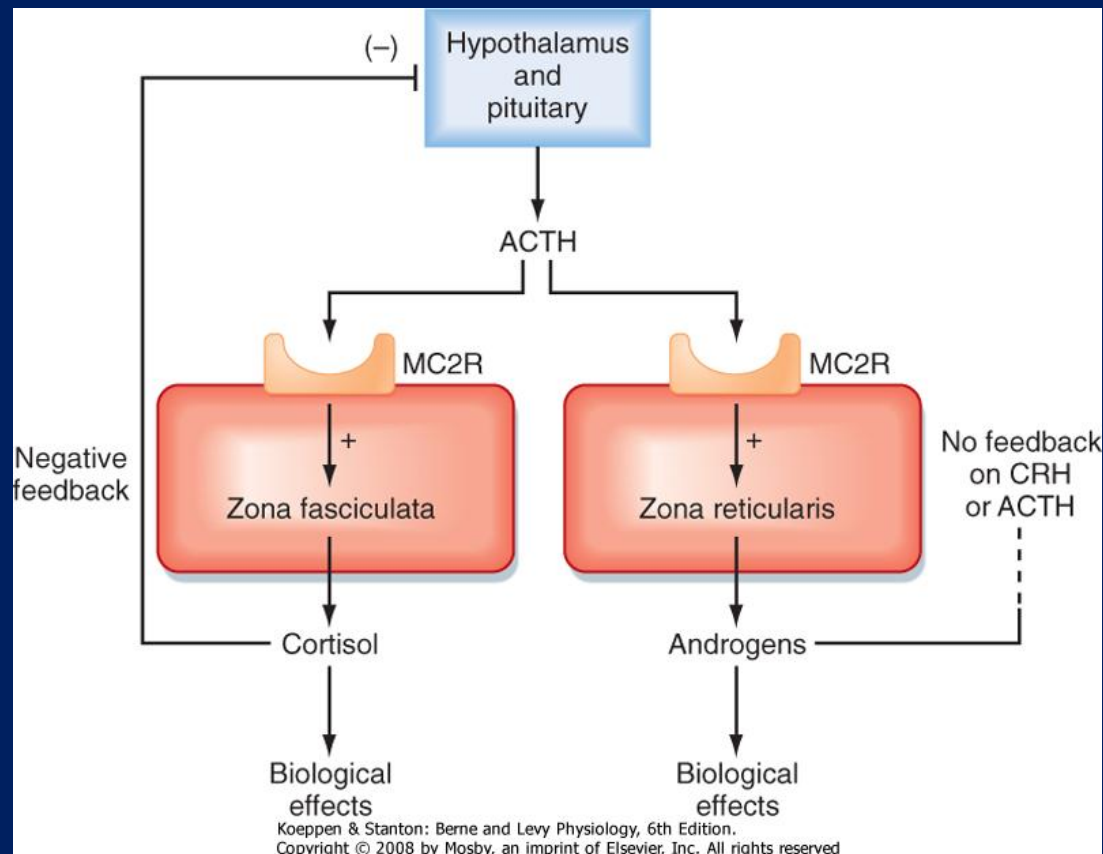 (–)
Hypothalamus
and
pituitary
ACTH
MC2R
MC2R
+
+
Negative
feedback
No feedback
on CRH
or ACTH
Zona fasciculata
Zona reticularis
Cortisol
Androgens
Biological
effects
Biological
effects
Koeppen & Stanton: Berne and Levy Physiology, 6th Edition.
Copyright © 2008 by Mosby, an imprint of Elsevier, Inc. All rights reserved